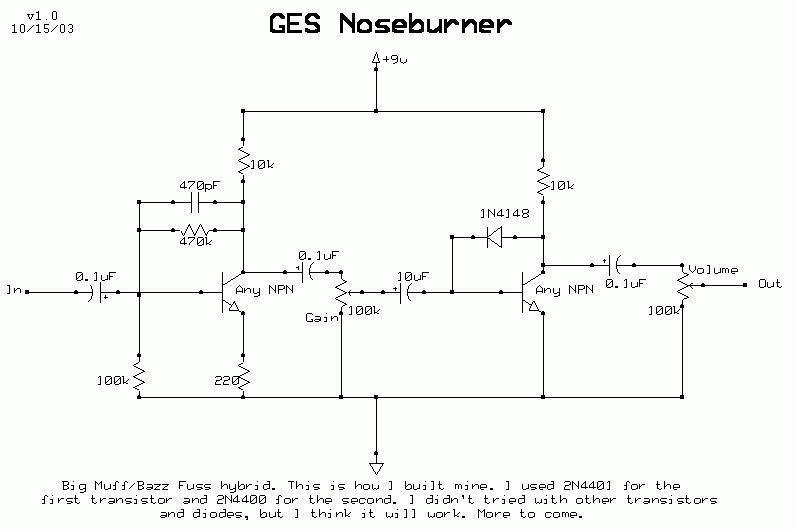 v1.0
10/15/03
GES Noseburner
+9v
10k
10k
470pF
470k
1N4148
0.1uF
0.1uF
10uF
In
Any NPN
Gain
100k
Any NPN
0.1uF
Volume
100k
Out
100k
220
Big Muff/Bazz Fuss hybrid. This is how I built mine. I used 2N4401 for the
first transistor and 2N4400 for the second. I didn't tried with other transistors
and diodes, but I think it will work. More to come.